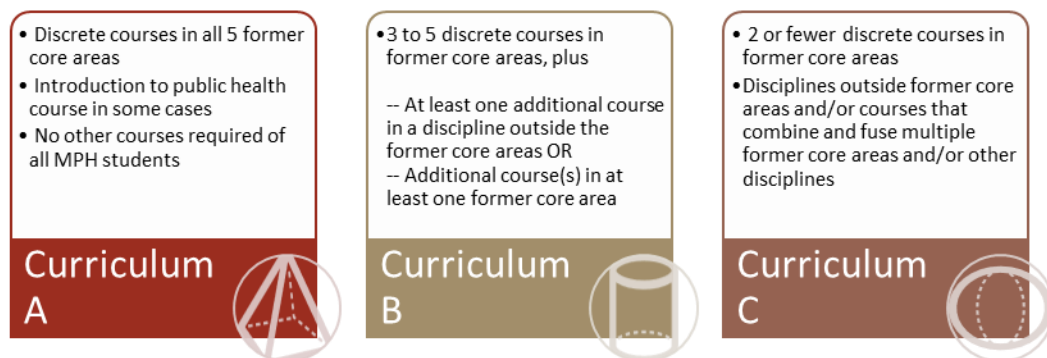 • Discrete courses in all 5 former
core areas
• Introduction to public health
course in some cases
• No other courses required of
all MPH students
Curriculum
A
•3 to 5 discrete courses in
former core areas, plus
-- At least one additional course
in a discipline outside the
former core areas OR
-- Additional course(s) in at
least one former core area
Curriculum
B
• 2 or fewer discrete courses in
former core areas
•Disciplines outside former core
areas and/or courses that
combine and fuse multiple
former core areas and/or other
disciplines
Curriculum
C